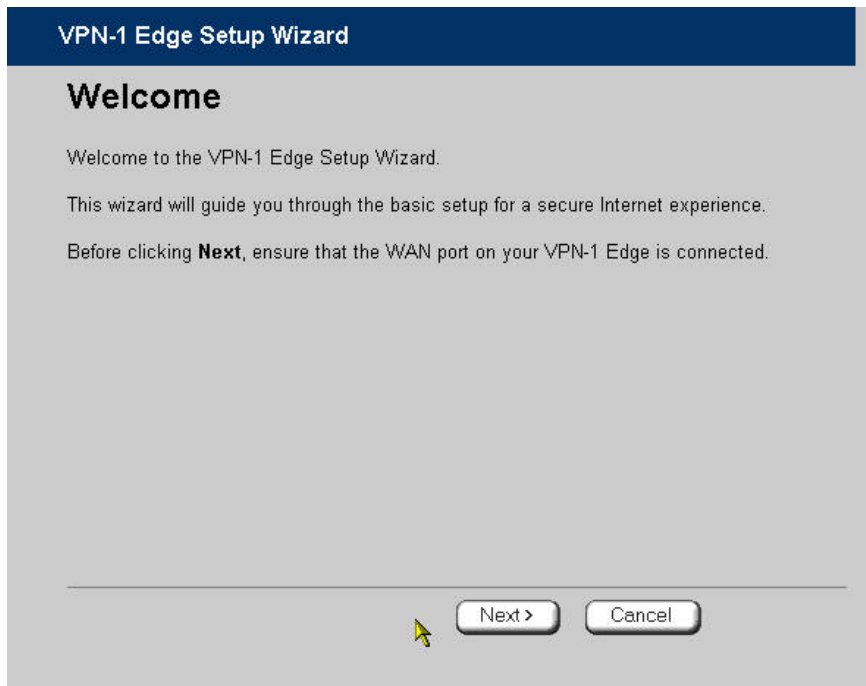 VPN-1 Edge Setup Wizard
Welcome
Welcome to the VPN-1 Edge Setup Wizard.
This wizard will guide you through the basic setup for a secure Internet experience.
Before clicking Next, ensure that the WAN port on your VPN-1 Edge is connected.
Next > Cancel